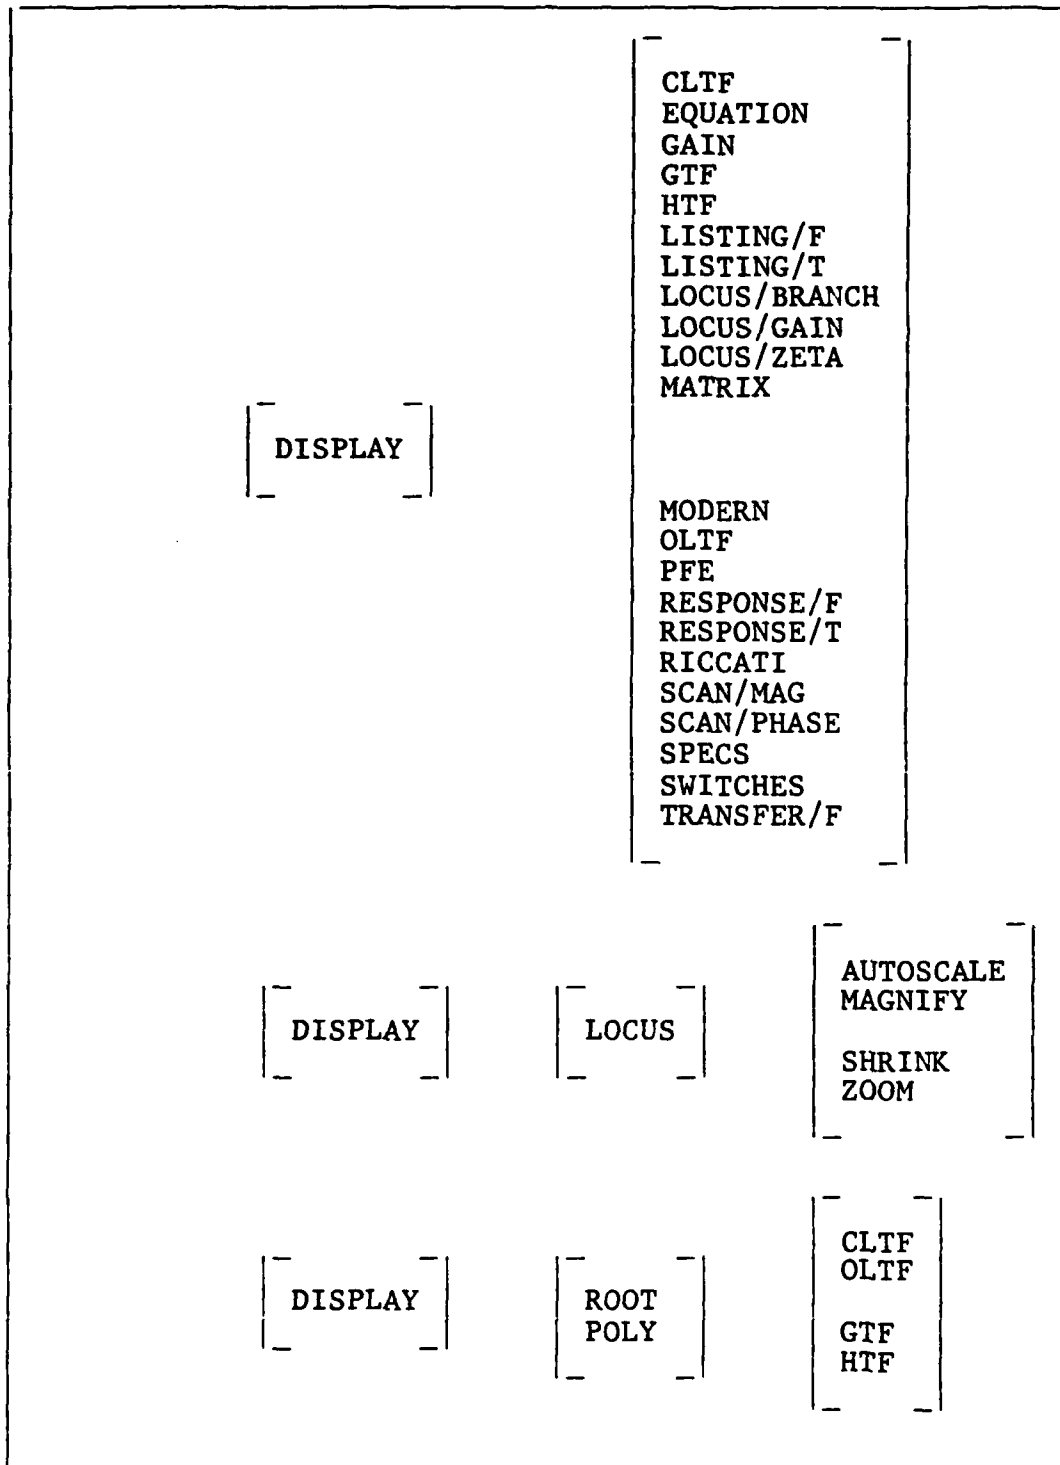 CLTF
EQUATION
GAIN
GTF
HTF
LISTING/F
LISTING/T
LOCUS/BRANCH
LOCUS/GAIN
LOCUS/ZETA
MATRIX
DISPLAY
MODERN
OLTF
PFE
RESPONSE/F
RESPONSE/T
RICCATI
SCAN/MAG
SCAN/PHASE
SPECS
SWITCHES
TRANSFER/F
AUTOSCALE
MAGNIFY
DISPLAY LOCUS
SHRINK
ZOOM
CLTF
OLTF
DISPLAY ROOT
POLY GTF
HTF